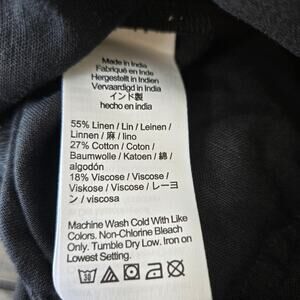 Made in India
Fabriqué en Inde
Hergestellt in Indien
Vervaardigd in India
インド製
hecho en india
55% Linen / Lin / Leinen /
Linnen / 麻 / lino
27% Cotton / Coton /
Baumwolle / Katoen / 綿 /
algodón
18% Viscose / Viscose /
Viskose / Viscose / レーヨ
ン / viscosa
Machine Wash Cold With Like
Colors. Non-Chlorine Bleach
Only. Tumble Dry Low. Iron on
Lowest Setting.
30